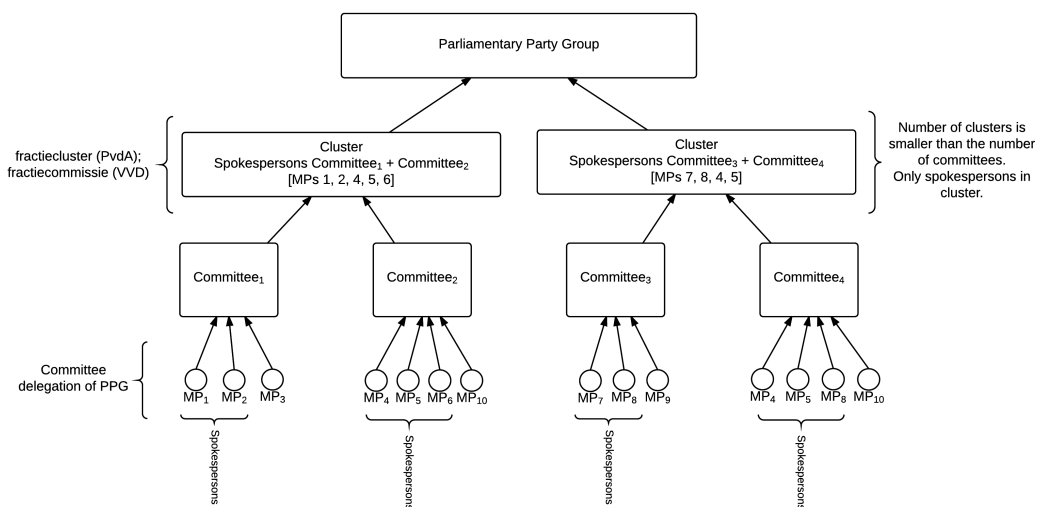 Parliamentary Party Group
fractiecluster (PvdA);
fractiecommissie (VVD)
Cluster
Spokespersons Committee₁ + Committee₂
[MPs 1, 2, 4, 5, 6]
Cluster
Spokespersons Committee₃ + Committee₄
[MPs 7, 8, 4, 5]
Number of clusters is
smaller than the number
of committees.
Only spokespersons in
cluster.
Committee₁
Committee₂
Committee₃
Committee₄
Committee
delegation of PPG
MP₁ MP₂ MP₃
MP₄ MP₅ MP₆ MP₁₀
MP₇ MP₈ MP₉
MP₄ MP₅ MP₈ MP₁₀
Spokespersons
Spokespersons
Spokespersons
Spokespersons